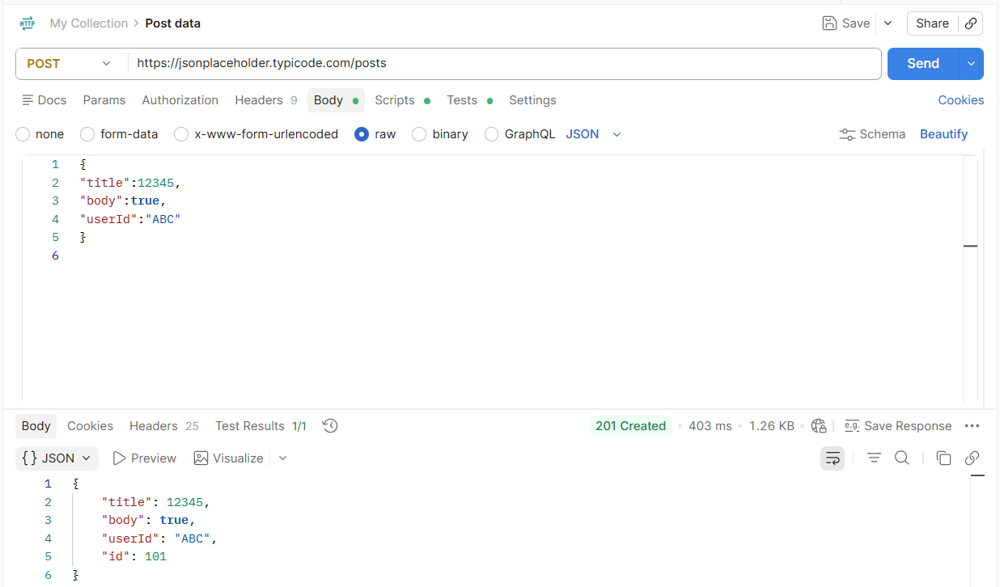 HTTP My Collection > Post data Save Share
POST https://jsonplaceholder.typicode.com/posts Send
Docs Params Authorization Headers 9 Body Scripts Tests Settings Cookies
none form-data x-www-form-urlencoded raw binary GraphQL JSON Schema Beautify
1 {
2 "title":12345,
3 "body":true,
4 "userId":"ABC"
5 }
6
Body Cookies Headers 25 Test Results 1/1 201 Created 403 ms 1.26 KB e.g. Save Response
{} JSON Preview Visualize
1 {
2 "title": 12345,
3 "body": true,
4 "userId": "ABC",
5 "id": 101
6 }